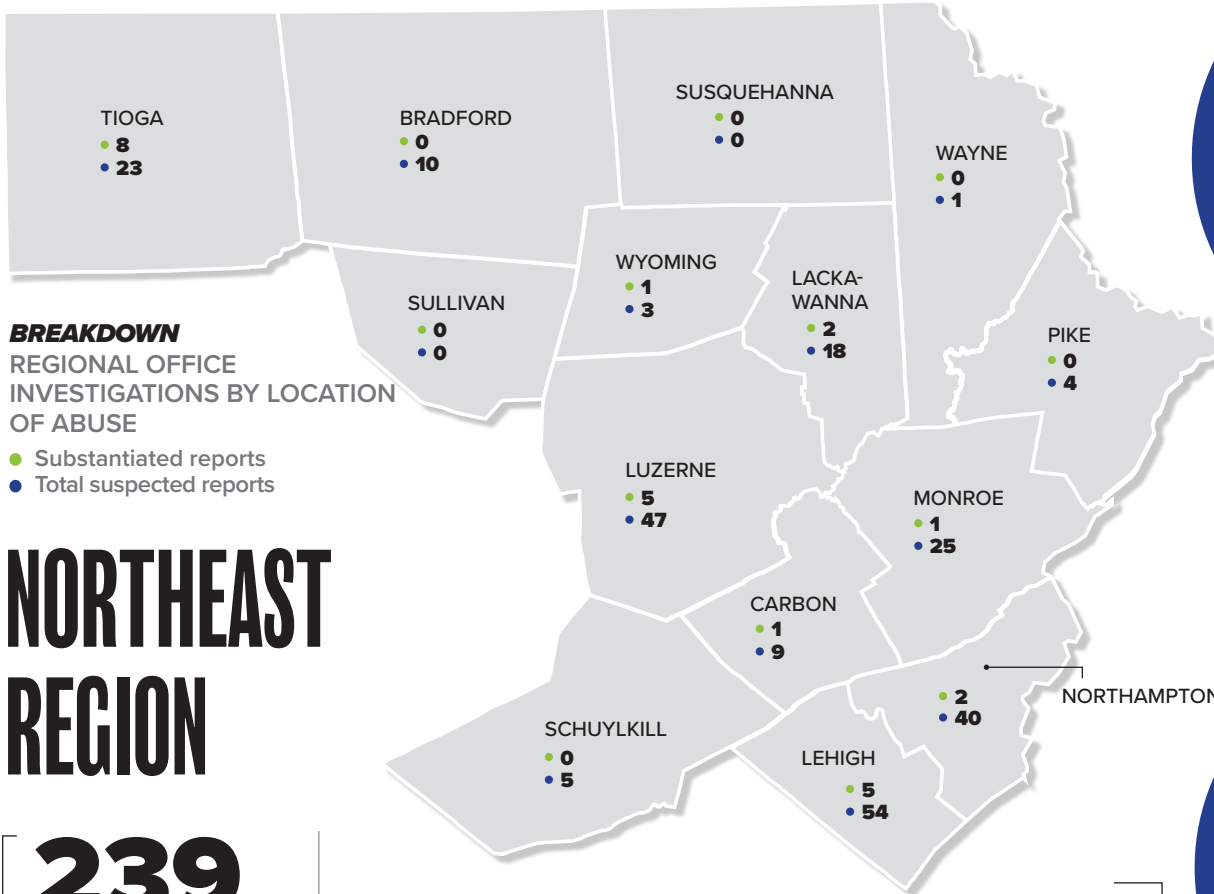 TIOGA
8
23
BRADFORD
0
10
SUSQUEHANNA
0
0
WAYNE
0
1
WYOMING
1
3
LACKA-
WANNA
2
18
SULLIVAN
0
0
PIKE
0
4
BREAKDOWN
REGIONAL OFFICE
INVESTIGATIONS BY LOCATION
OF ABUSE
Substantiated reports
Total suspected reports
LUZERNE
5
47
MONROE
1
25
NORTHEAST
REGION
CARBON
1
9
NORTHAMPTON
2
40
SCHUYLKILL
0
5
LEHIGH
5
54
239